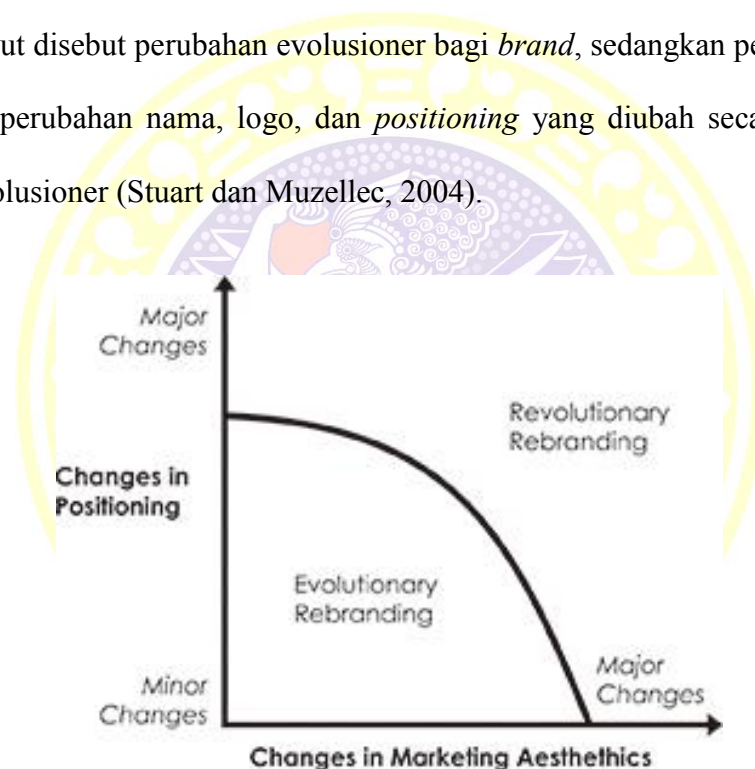 ut disebut perubahan evolusioner bagi brand, sedangkan pe
perubahan nama, logo, dan positioning yang diubah seca
olusioner (Stuart dan Muzellec, 2004).
Major
Changes
Revolutionary
Rebranding
Changes in
Positioning
Evolutionary
Rebranding
Major
Changes
Minor
Changes
Changes in Marketing Aesthethics